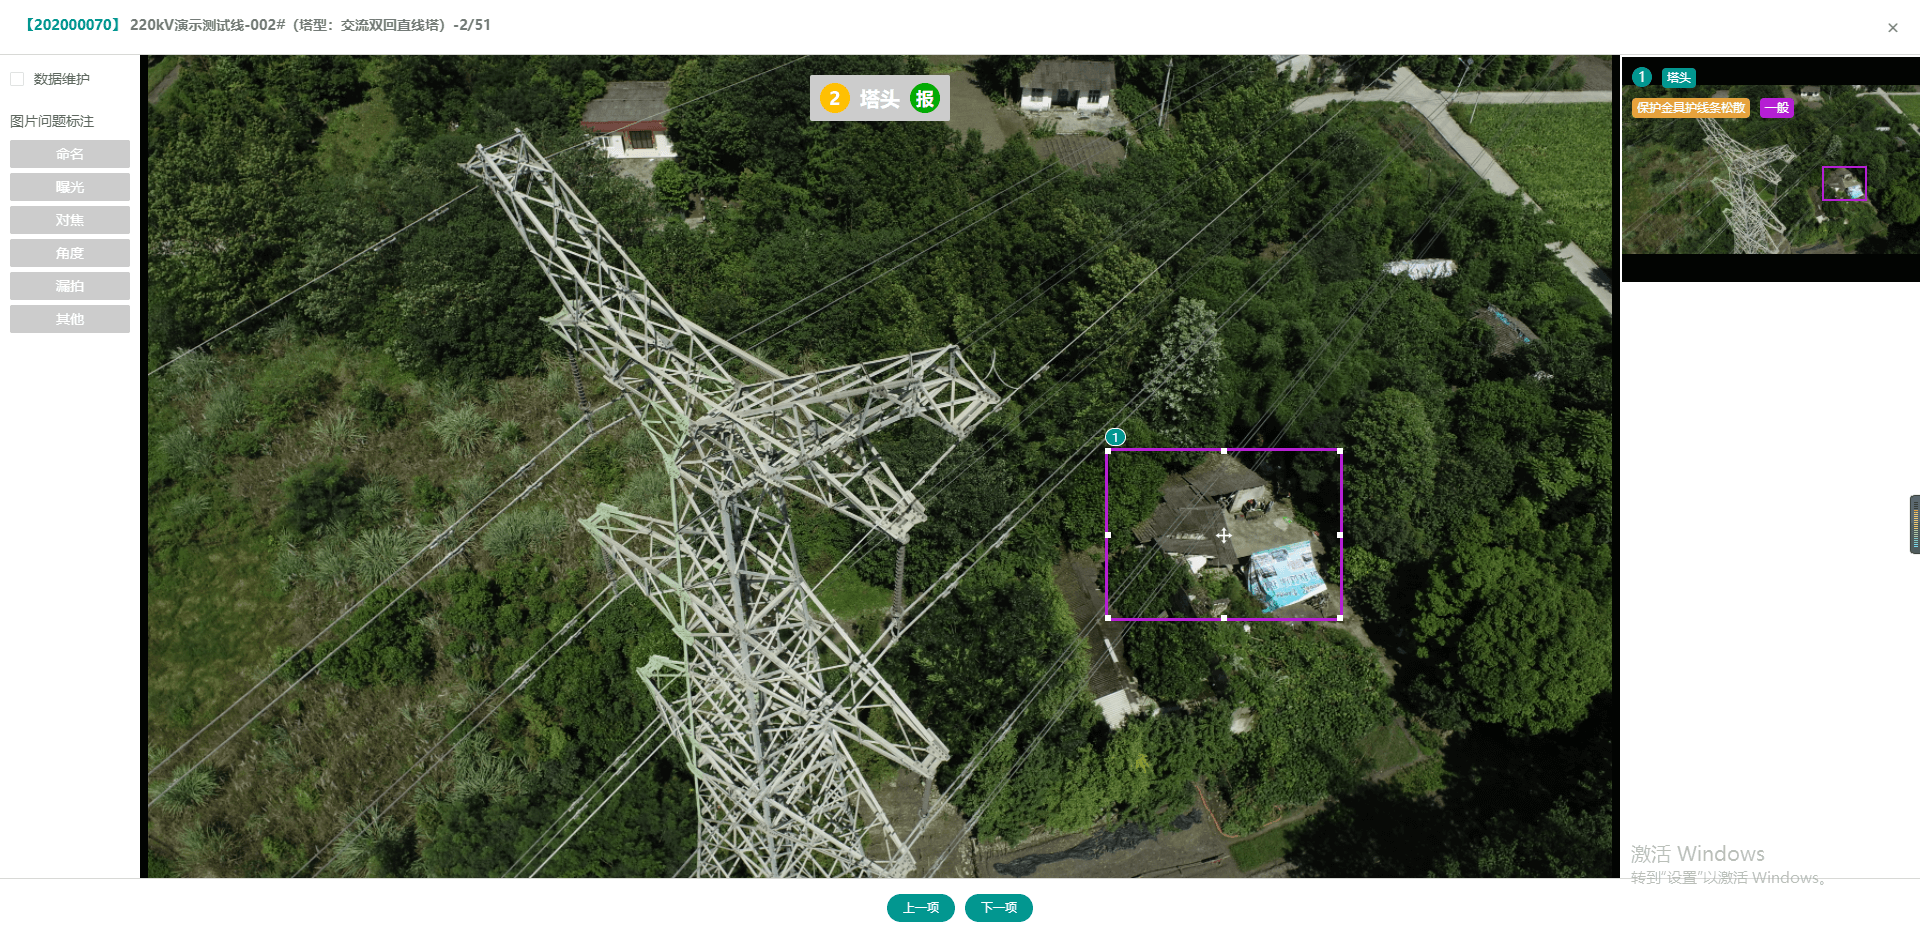 【202000070】 220kV演示测试线-002#（塔型：交流双回直线塔）-2/51
×
数据维护
图片问题标注
命名
曝光
对焦
角度
漏拍
其他
2 塔头 报
1
1 塔头
保护金具护线条松散 一般
激活 Windows
转到"设置"以激活 Windows。
上一项 下一项